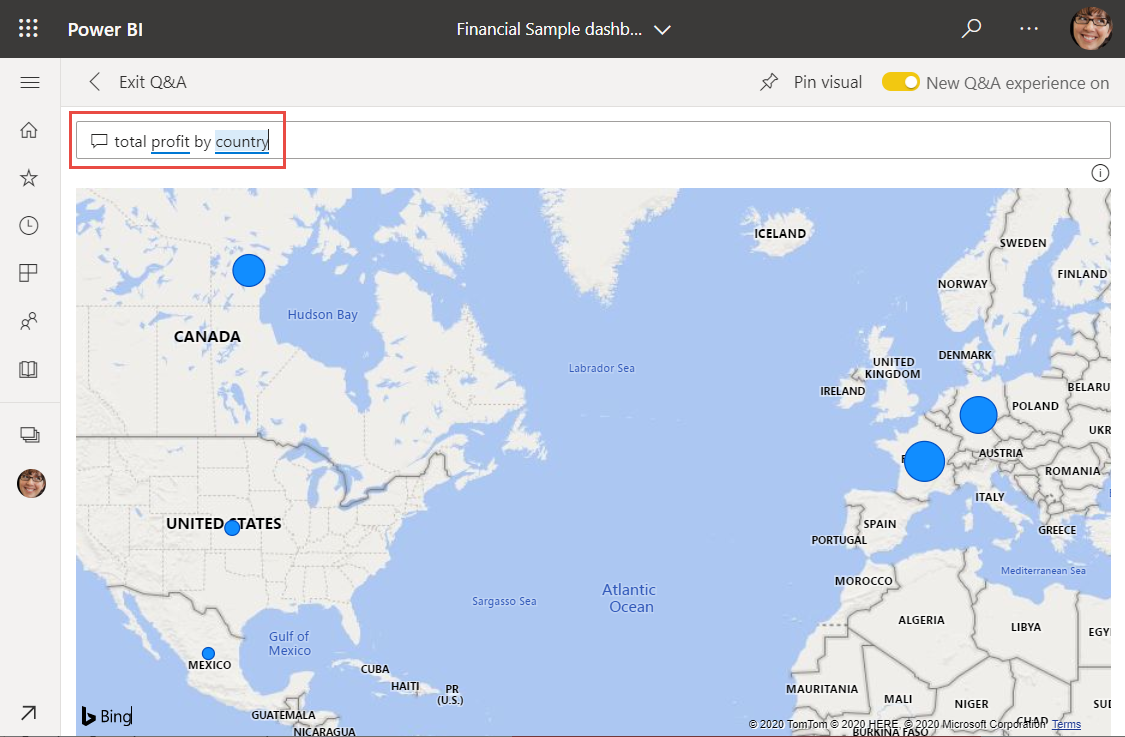 Power BI
Financial Sample dashb...
Exit Q&A
Pin visual
New Q&A experience on
total profit by country
ICELAND
SWEDEN
FINLAND
NORWAY
Hudson Bay
CANADA
Labrador Sea
DENMARK
UNITED
KINGDOM
IRELAND
BELARU
POLAND
UKR
AUSTRIA
ROMANIA
ITALY
UNITED STATES
SPAIN
GREECE
PORTUGAL
Mediterranean Sea
MOROCCO
Atlantic
Ocean
Sargasso Sea
ALGERIA
LIBYA
EGY
Gulf of
Mexico
MEXICO
CUBA
HAITI
PR
(U.S.)
MAURITANIA
MALI
NIGER
SUD
CHAD
GUATEMALA
NICARAGUA
BURKINA FASO
Bing
© 2020 TomTom © 2020 HERE, © 2020 Microsoft Corporation Terms